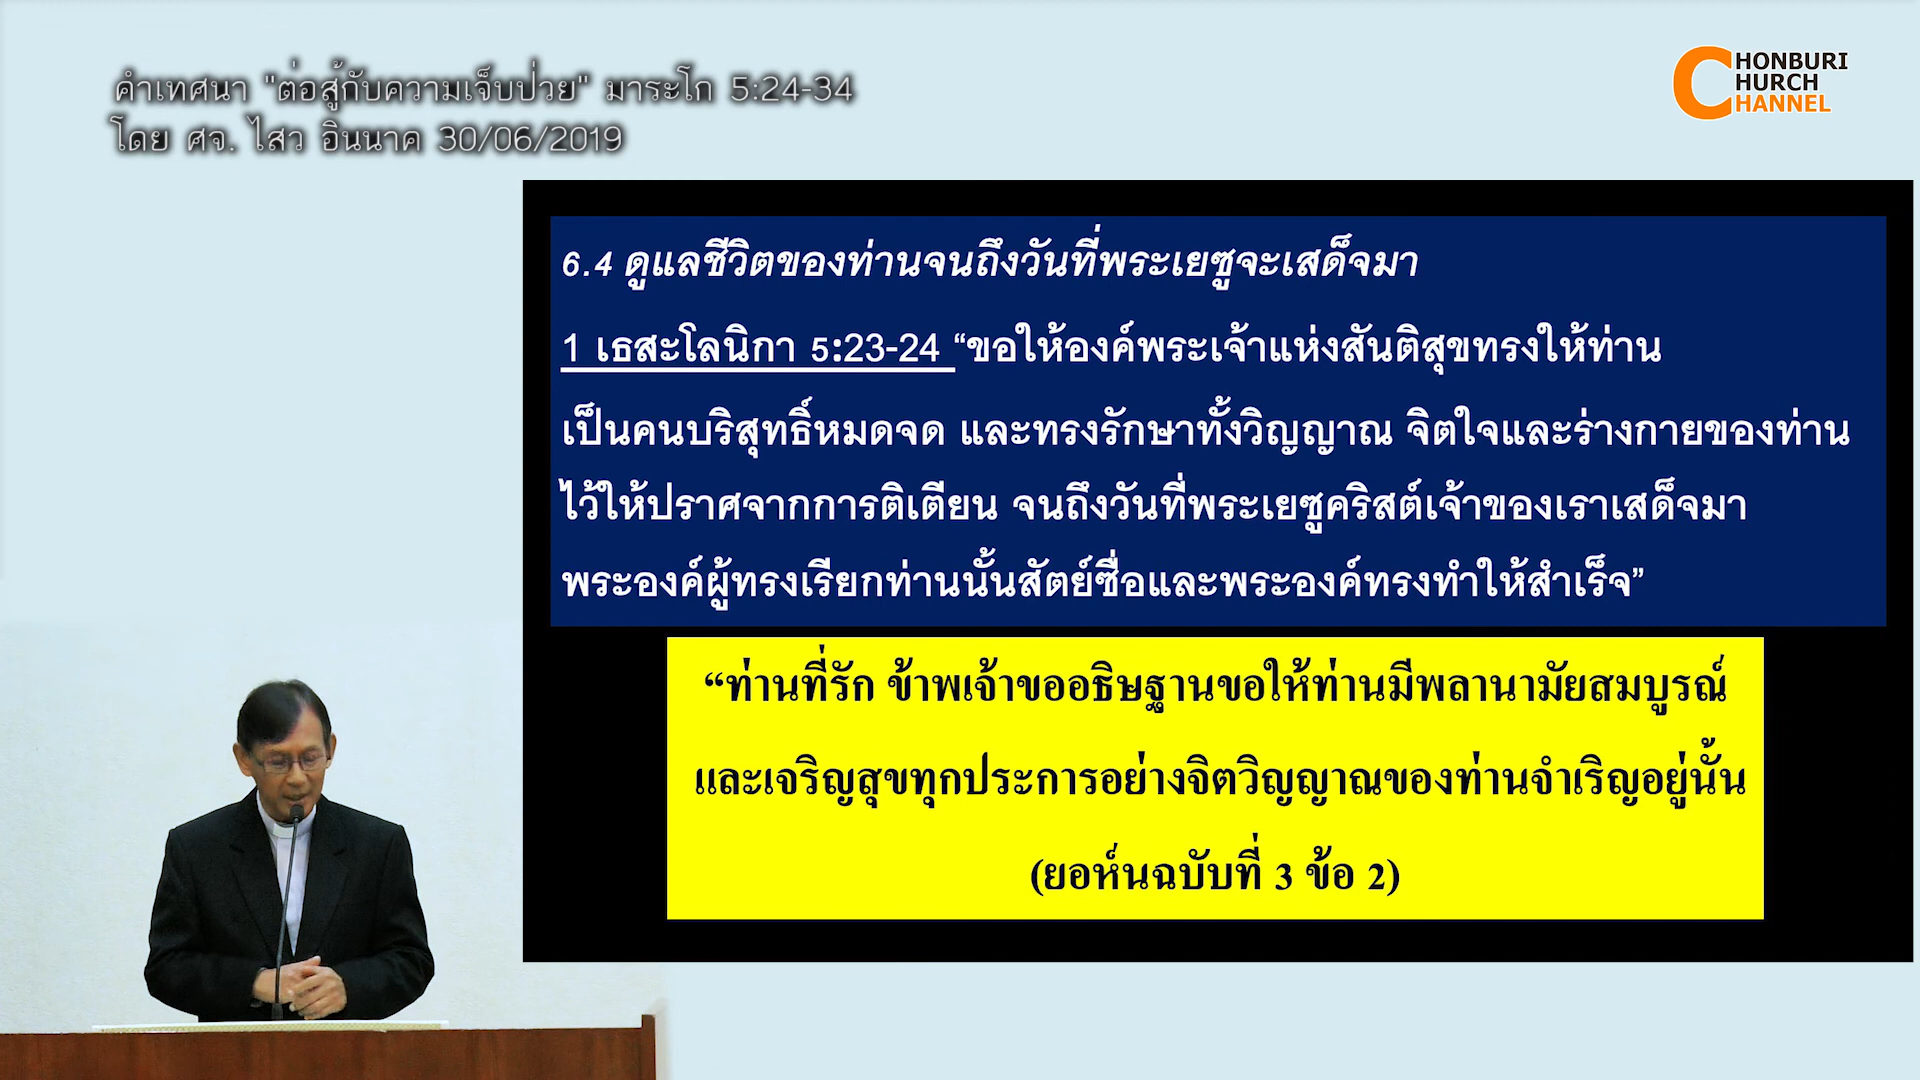 คำเทศนา "ต่อสู้กับความเจ็บป่วย" มาระโก 5:24-34
โดย ศจ. ไสว อินนาค 30/06/2019
CHONBURI
CHURCH
CHANNEL
6.4 ดูแลชีวิตของท่านจนถึงวันที่พระเยซูจะเสด็จมา
1 เธสะโลนิกา 5:23-24 “ขอให้องค์พระเจ้าแห่งสันติสุขทรงให้ท่าน
เป็นคนบริสุทธิ์หมดจด และทรงรักษาทั้งวิญญาณ จิตใจและร่างกายของท่าน
ไว้ให้ปราศจากการติเตียน จนถึงวันที่พระเยซูคริสต์เจ้าของเราเสด็จมา
พระองค์ผู้ทรงเรียกท่านนั้นสัตย์ซื่อและพระองค์ทรงทำให้สำเร็จ”
“ท่านที่รัก ข้าพเจ้าขออธิษฐานขอให้ท่านมีพลานามัยสมบูรณ์
และเจริญสุขทุกประการอย่างจิตวิญญาณของท่านจำเริญอยู่นั้น
(ยอห์นฉบับที่ 3 ข้อ 2)